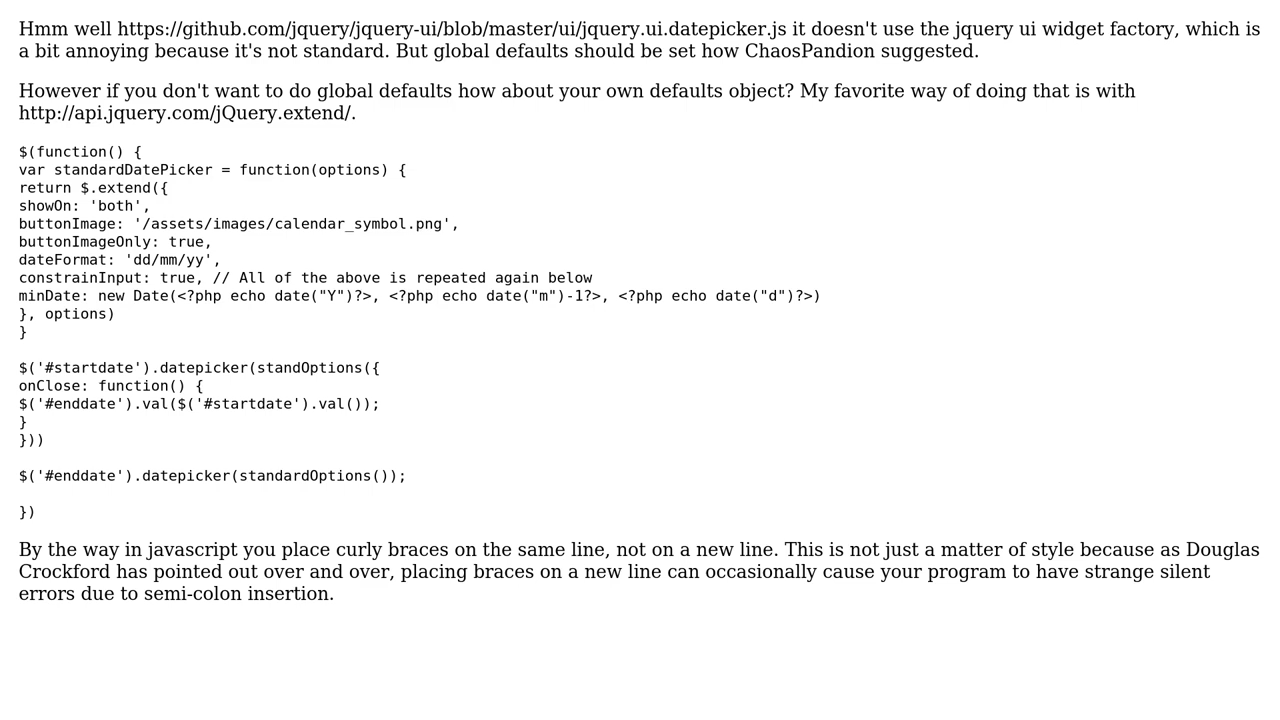 Hmm well https://github.com/jquery/jquery-ui/blob/master/ui/jquery.ui.datepicker.js it doesn't use the jquery ui widget factory, which is
a bit annoying because it's not standard. But global defaults should be set how ChaosPandion suggested.
However if you don't want to do global defaults how about your own defaults object? My favorite way of doing that is with
http://api.jquery.com/jQuery.extend/.
$(function() {
var standardDatePicker = function(options) {
return $.extend({
showOn: 'both',
buttonImage: '/assets/images/calendar_symbol.png',
buttonImageOnly: true,
dateFormat: 'dd/mm/yy',
constrainInput: true, // All of the above is repeated again below
minDate: new Date(<?php echo date("Y")?>, <?php echo date("m")-1?>, <?php echo date("d")?>)
}, options)
}
$('#startdate').datepicker(standOptions({
onClose: function() {
$('#enddate').val($('#startdate').val());
}
}))
$('#enddate').datepicker(standardOptions());
})
By the way in javascript you place curly braces on the same line, not on a new line. This is not just a matter of style because as Douglas
Crockford has pointed out over and over, placing braces on a new line can occasionally cause your program to have strange silent
errors due to semi-colon insertion.